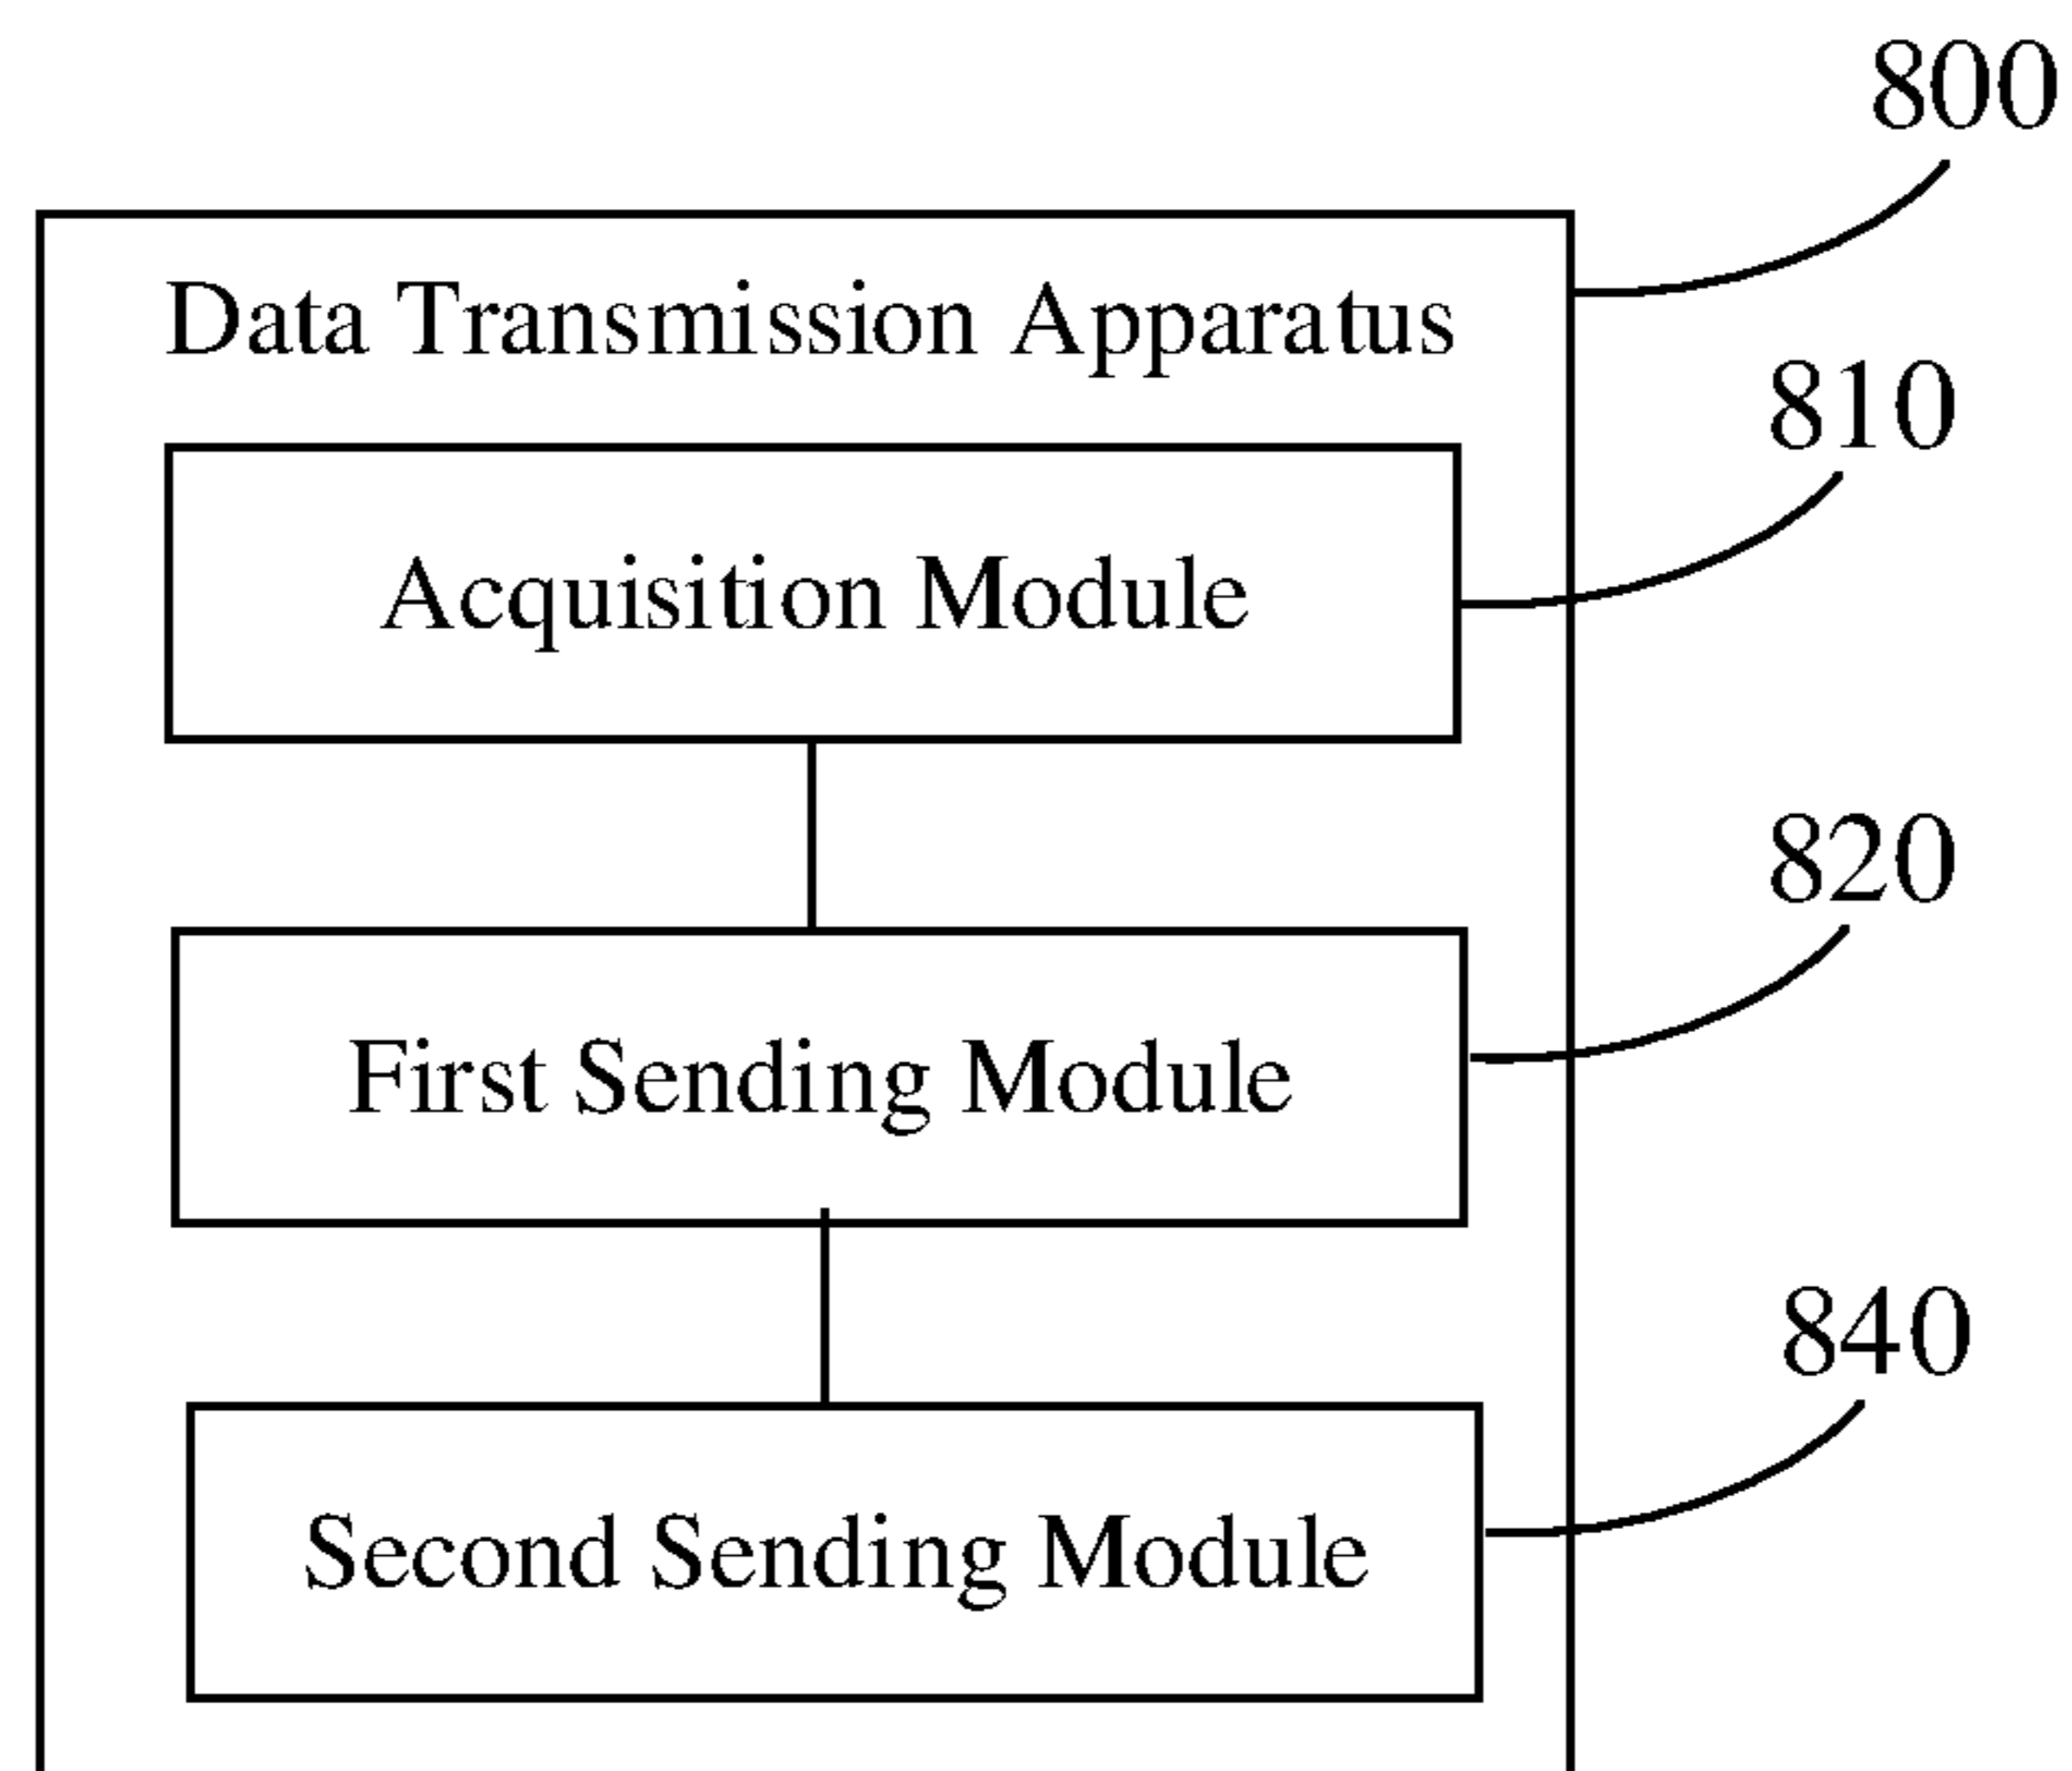 800
Data Transmission Apparatus
810
Acquisition Module
820
First Sending Module
840
Second Sending Module